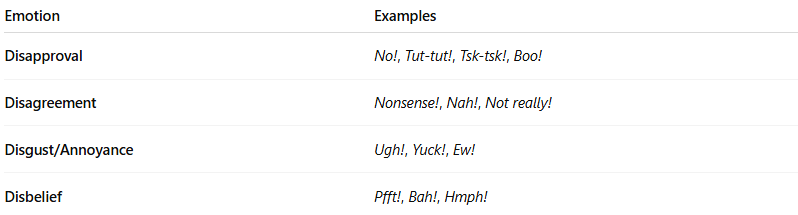 Emotion Examples
Disapproval No!, Tut-tut!, Tsk-tsk!, Boo!
Disagreement Nonsense!, Nah!, Not really!
Disgust/Annoyance Ugh!, Yuck!, Ew!
Disbelief Pfft!, Bah!, Hmph!